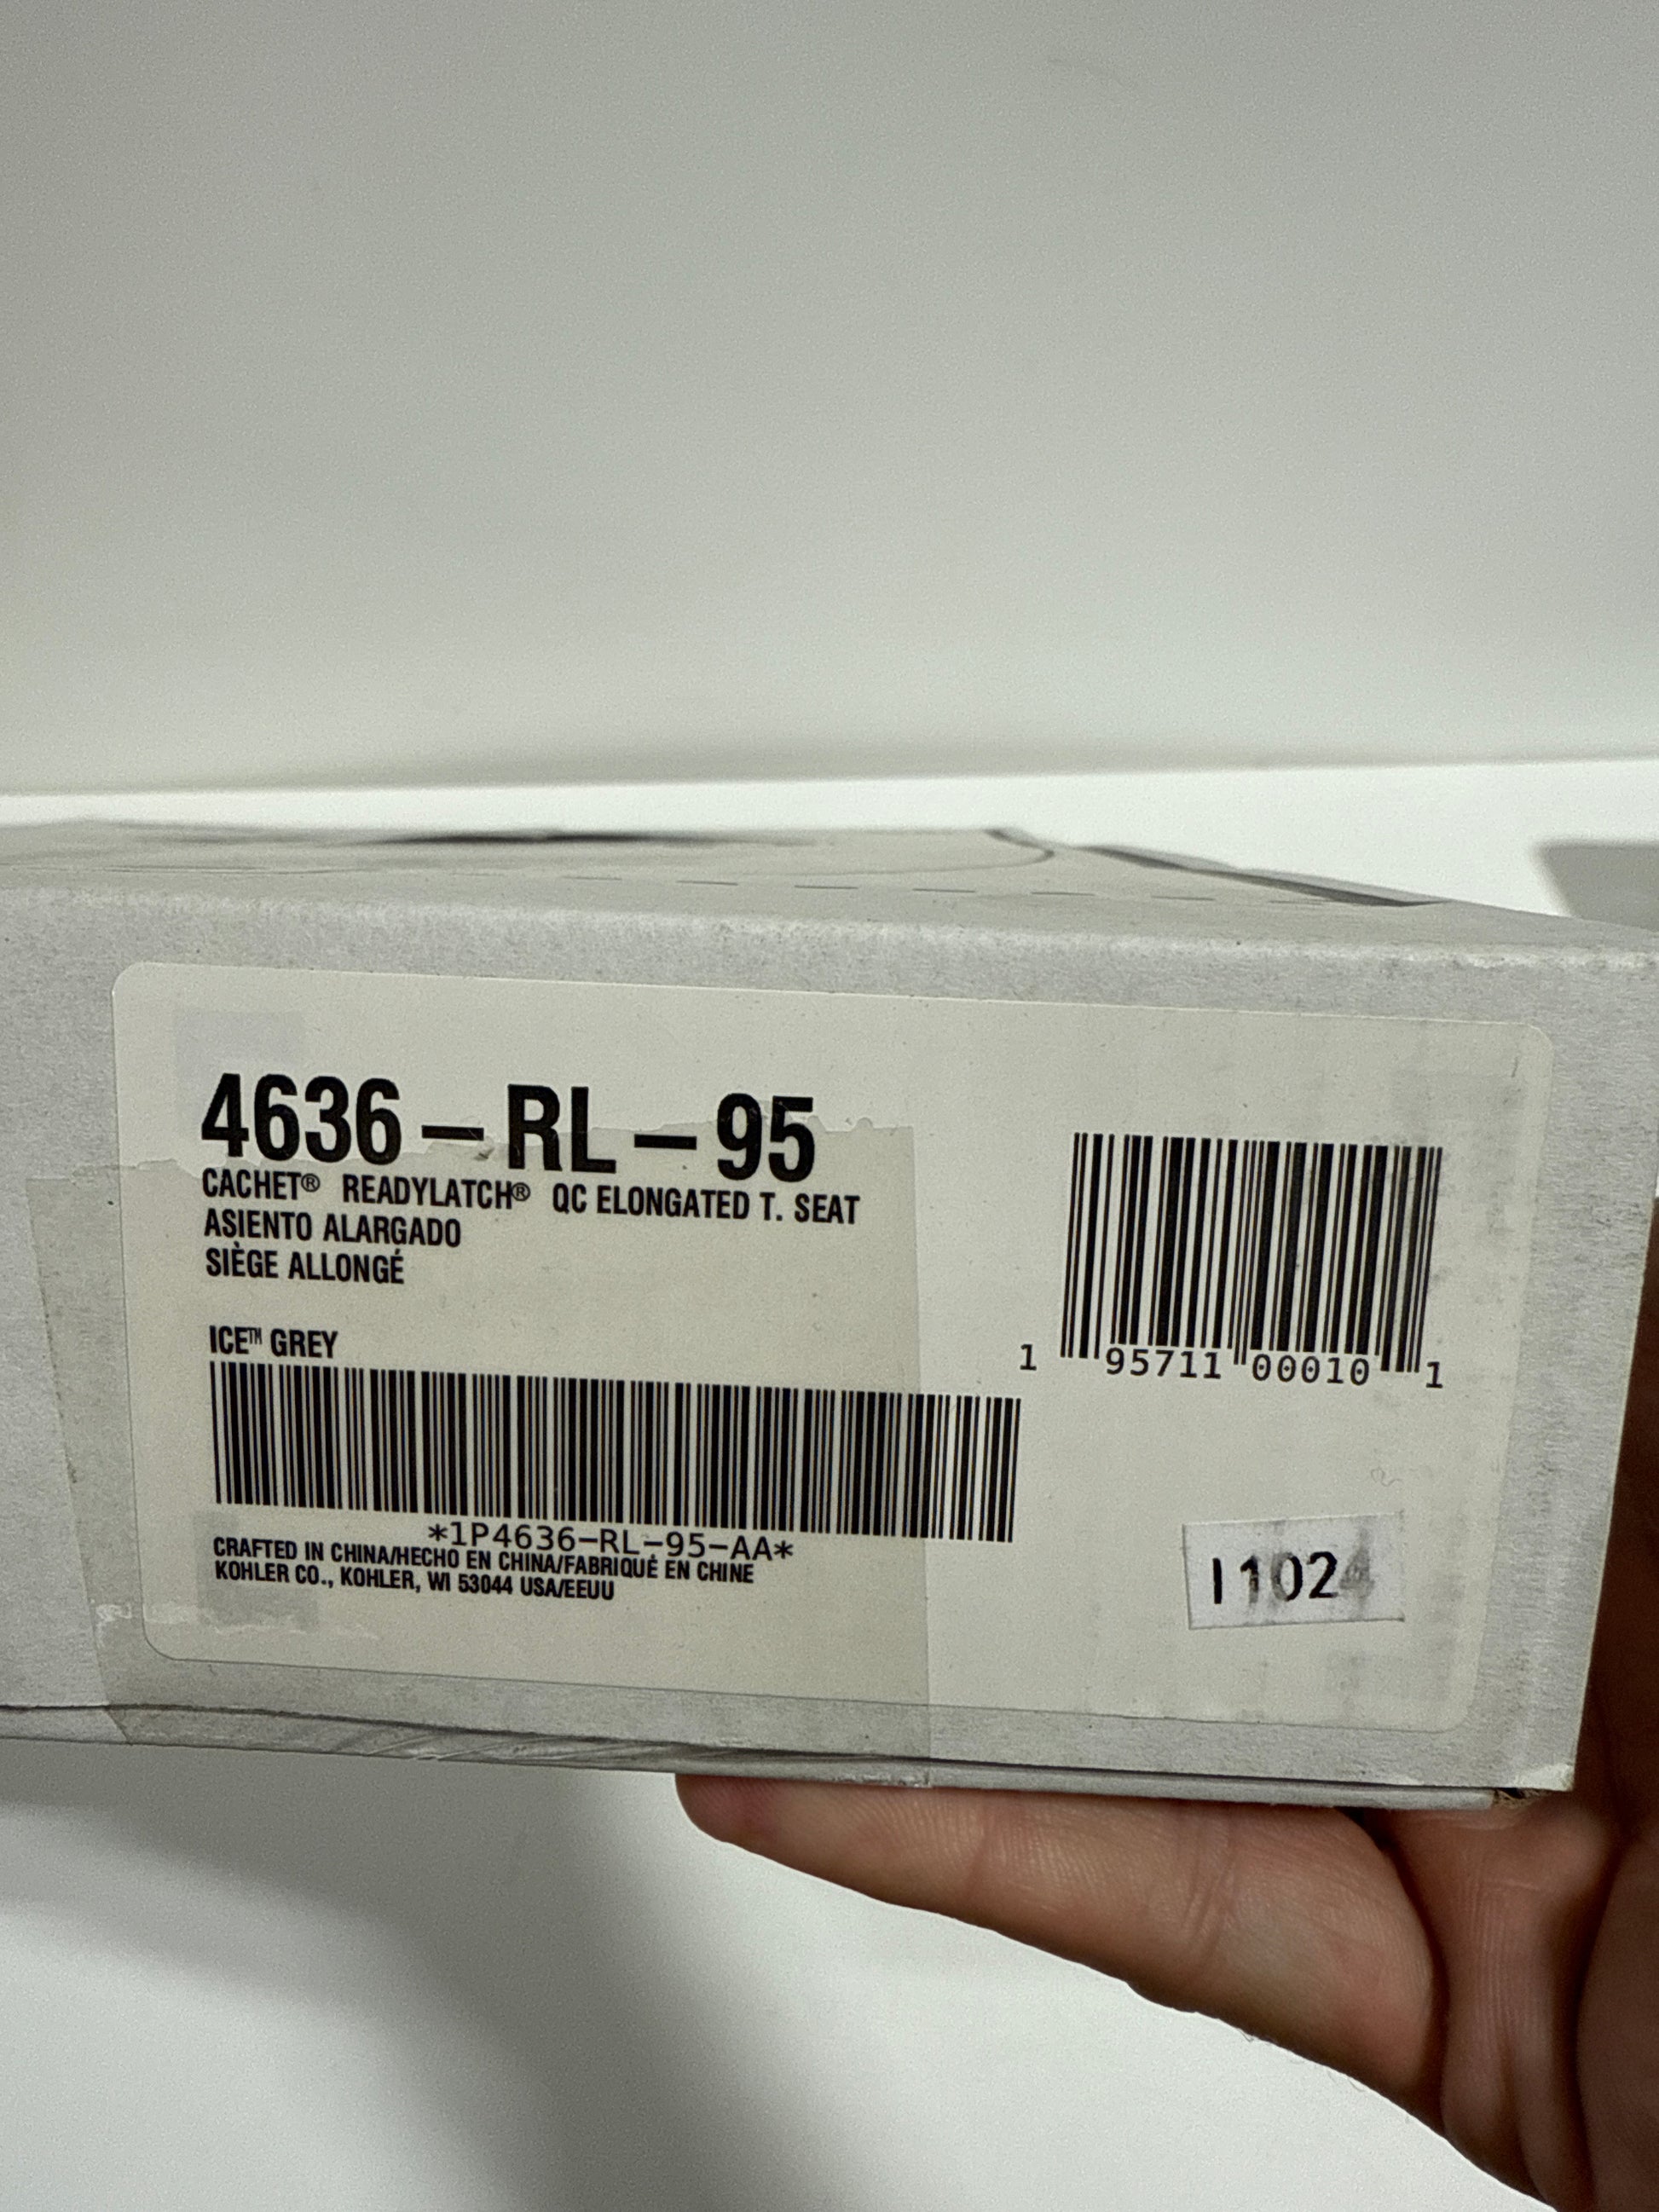 4636-RL-95
CACHET® READYLATCH® QC ELONGATED T. SEAT
ASIENTO ALARGADO
SIÈGE ALLONGÉ
ICE™ GREY
*1P4636-RL-95-AA*
CRAFTED IN CHINA/HECHO EN CHINA/FABRIQUÉ EN CHINE
KOHLER CO., KOHLER, WI 53044 USA/EEUU
1 95711 00010 1
I1024